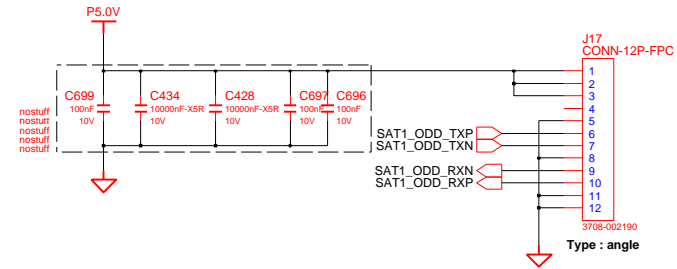 P5.0V
J17
CONN-12P-FPC
C699
100nF
10V
C434
10000nF-X5R
10V
C428
10000nF-X5R
10V
C697
100nF
10V
C696
100nF
10V
nostuff
nostuff
nostuff
nostuff
nostuff
SAT1_ODD_TXP
SAT1_ODD_TXN
SAT1_ODD_RXN
SAT1_ODD_RXP
1
2
3
4
5
6
7
8
9
10
11
12
3708-002190
Type : angle